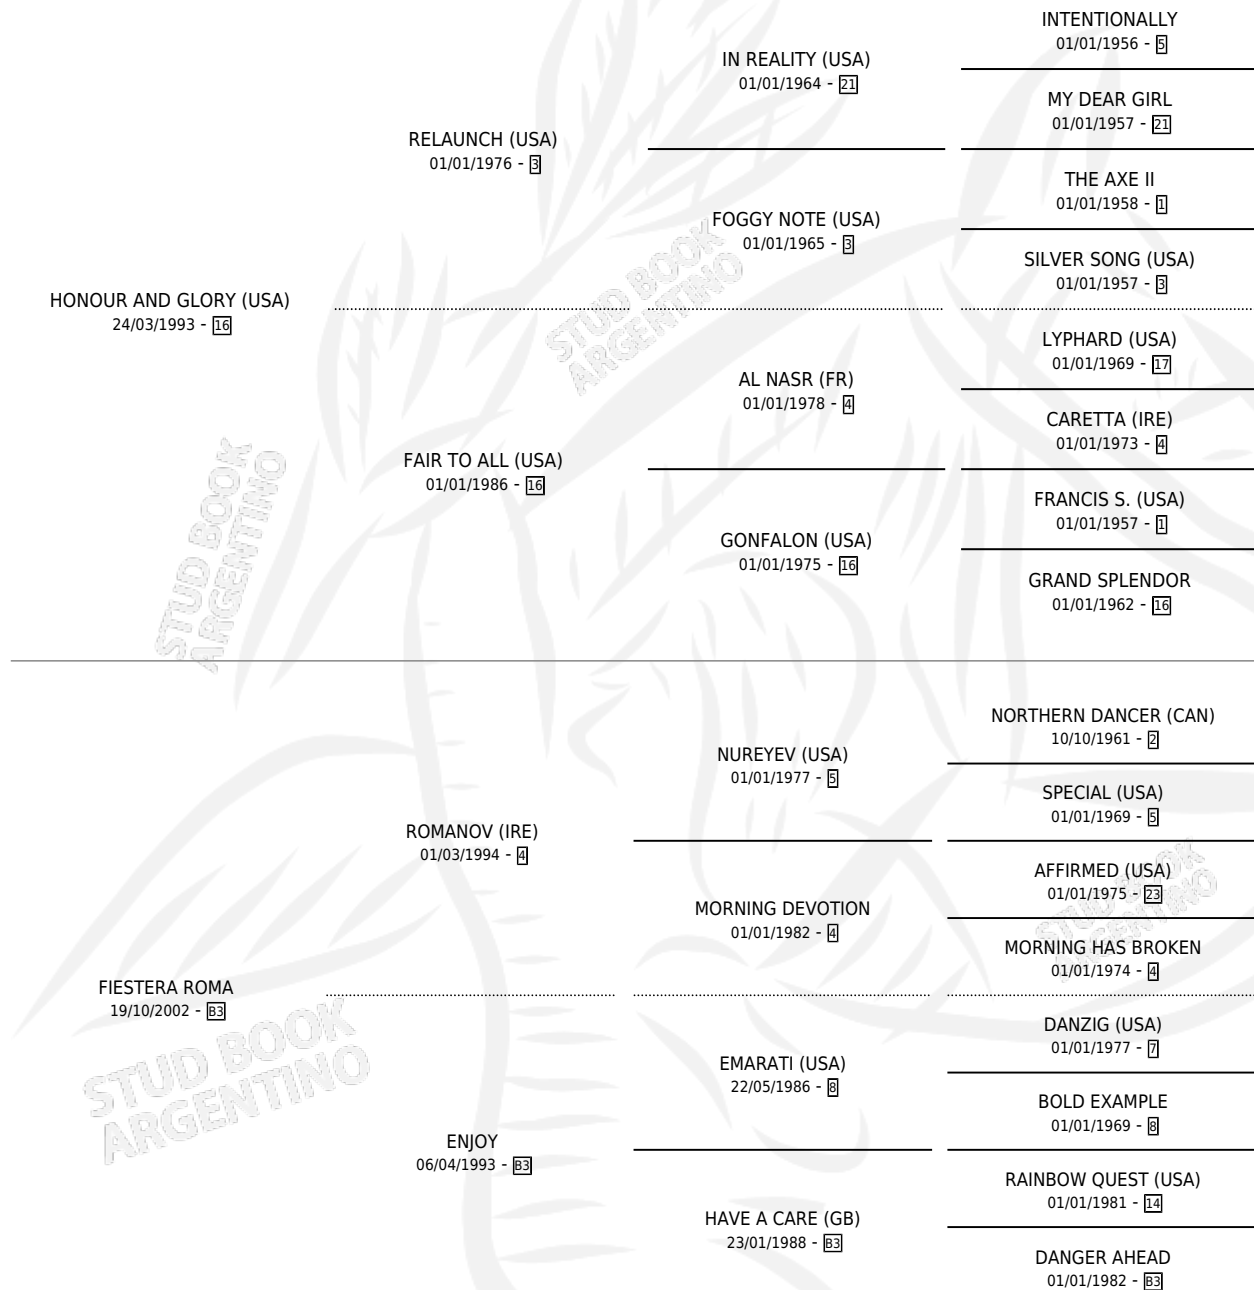 INTENTIONALLY
01/01/1956 - 5
IN REALITY (USA)
01/01/1964 - 21
MY DEAR GIRL
01/01/1957 - 21
RELAUNCH (USA)
01/01/1976 - 3
THE AXE II
01/01/1958 - 1
FOGGY NOTE (USA)
01/01/1965 - 3
SILVER SONG (USA)
01/01/1957 - 3
HONOUR AND GLORY (USA)
24/03/1993 - 16
LYPHARD (USA)
01/01/1969 - 17
AL NASR (FR)
01/01/1978 - 4
CARETTA (IRE)
01/01/1973 - 4
FAIR TO ALL (USA)
01/01/1986 - 16
FRANCIS S. (USA)
01/01/1957 - 1
GONFALON (USA)
01/01/1975 - 16
GRAND SPLENDOR
01/01/1962 - 16
NORTHERN DANCER (CAN)
10/10/1961 - 2
NUREYEV (USA)
01/01/1977 - 5
SPECIAL (USA)
01/01/1969 - 5
ROMANOV (IRE)
01/03/1994 - 4
AFFIRMED (USA)
01/01/1975 - 23
MORNING DEVOTION
01/01/1982 - 4
MORNING HAS BROKEN
01/01/1974 - 4
FIESTERA ROMA
19/10/2002 - B3
DANZIG (USA)
01/01/1977 - 7
EMARATI (USA)
22/05/1986 - 8
BOLD EXAMPLE
01/01/1969 - 8
ENJOY
06/04/1993 - B3
RAINBOW QUEST (USA)
01/01/1981 - 14
HAVE A CARE (GB)
23/01/1988 - B3
DANGER AHEAD
01/01/1982 - B3
STUD BOOK
ARGENTINO
STUD BOOK
ARGENTINO
STUD BOOK
ARGENTINO
STUD BOOK
ARGENTINO